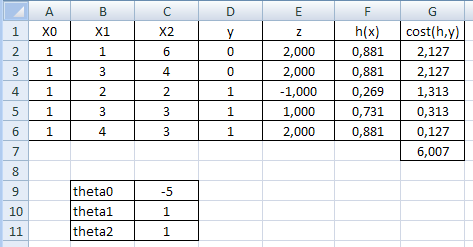 A B C D E F G
1 X0 X1 X2 y z h(x) cost(h,y)
2 1 1 6 0 2,000 0,881 2,127
3 1 3 4 0 2,000 0,881 2,127
4 1 2 2 1 -1,000 0,269 1,313
5 1 3 3 1 1,000 0,731 0,313
6 1 4 3 1 2,000 0,881 0,127
7 6,007
8
9 theta0 -5
10 theta1 1
11 theta2 1